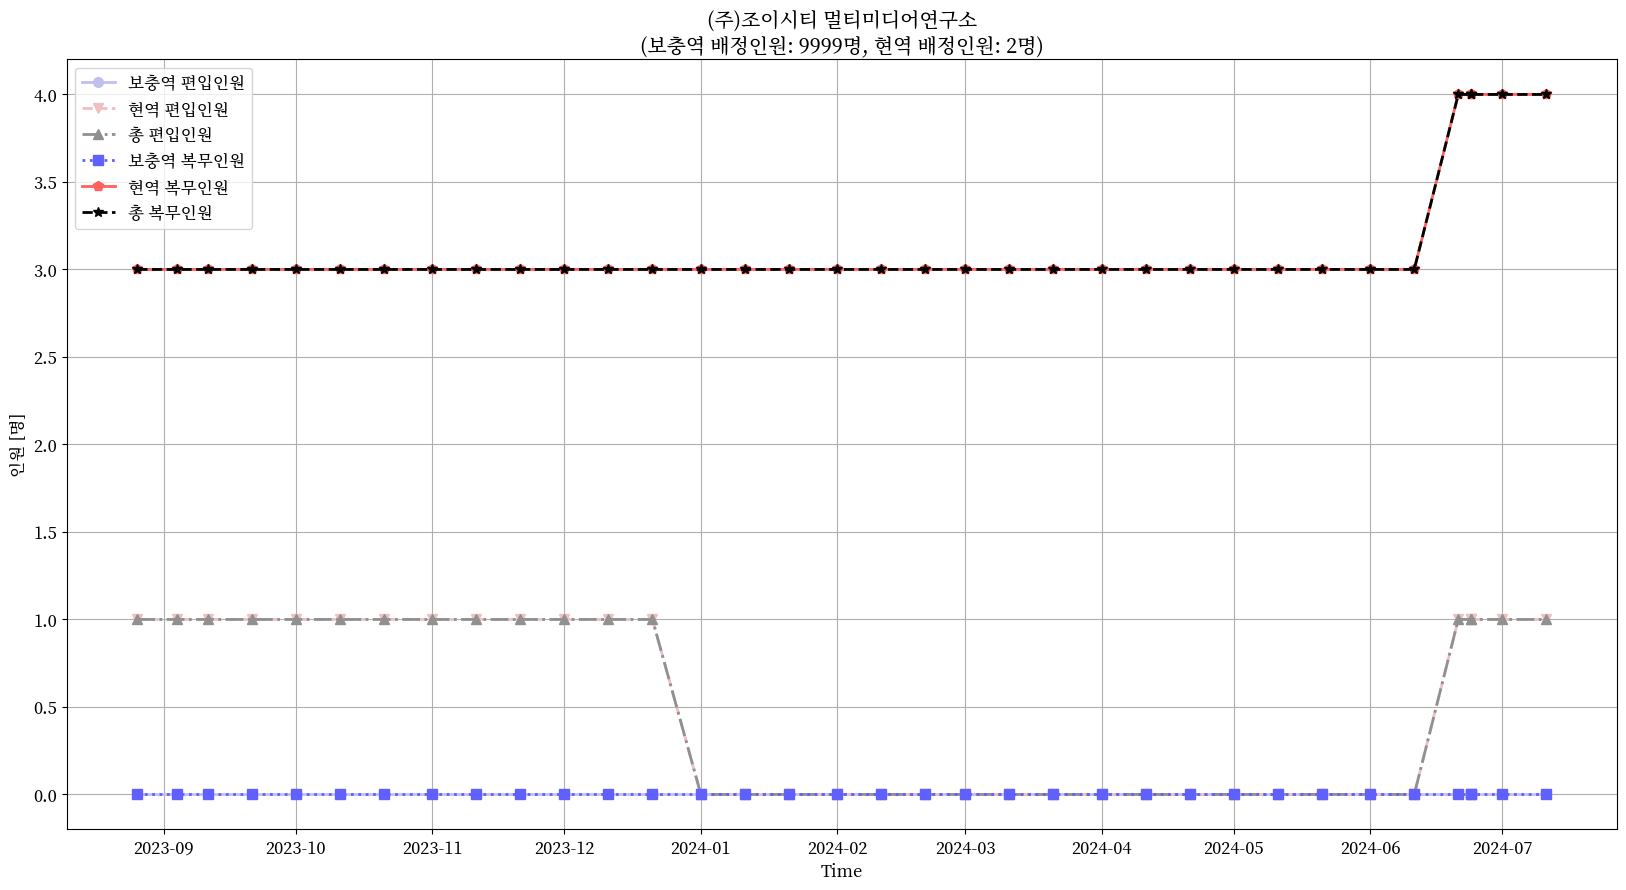 (주)조이시티 멀티미디어연구소
(보충역 배정인원: 9999명, 현역 배정인원: 2명)
보충역 편입인원
현역 편입인원
총 편입인원
보충역 복무인원
현역 복무인원
총 복무인원
인원 [명]
4.0
3.5
3.0
2.5
2.0
1.5
1.0
0.5
0.0
2023-09 2023-10 2023-11 2023-12 2024-01 2024-02 2024-03 2024-04 2024-05 2024-06 2024-07
Time